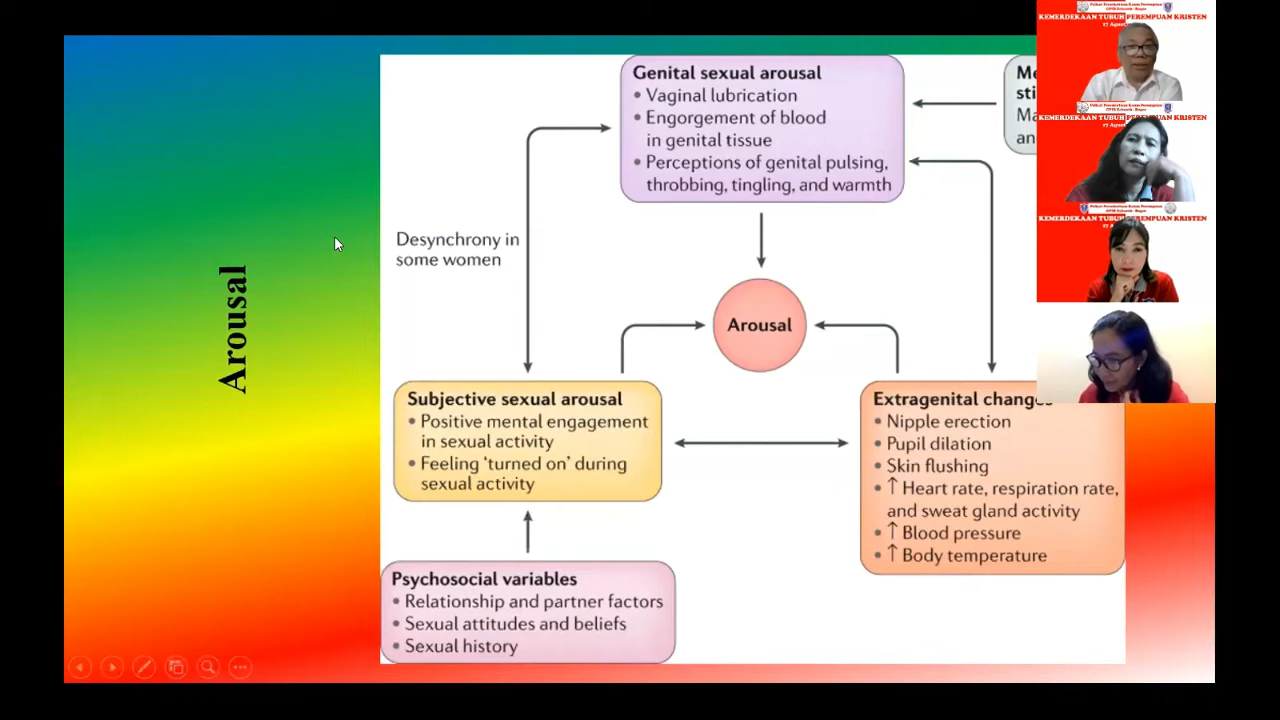 Arousal
Genital sexual arousal
• Vaginal lubrication
• Engorgement of blood
in genital tissue
• Perceptions of genital pulsing,
throbbing, tingling, and warmth
Desynchrony in
some women
Arousal
Subjective sexual arousal
• Positive mental engagement
in sexual activity
• Feeling ‘turned on’ during
sexual activity
Extragenital changes
• Nipple erection
• Pupil dilation
• Skin flushing
• ↑ Heart rate, respiration rate,
and sweat gland activity
• ↑ Blood pressure
• ↑ Body temperature
Psychosocial variables
• Relationship and partner factors
• Sexual attitudes and beliefs
• Sexual history
KEMERDEKAAN TUBUH PEREMPUAN KRISTEN
KEMERDEKAAN TUBUH PEREMPUAN KRISTEN
KEMERDEKAAN TUBUH PEREMPUAN KRISTEN